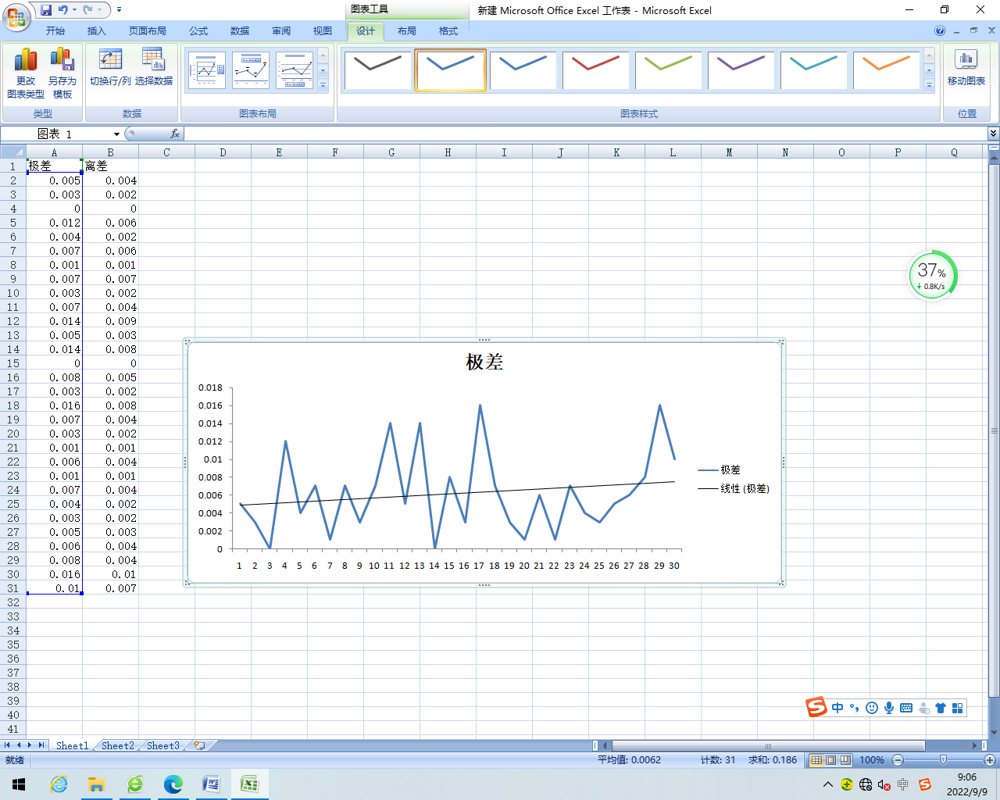 图表工具
新建 Microsoft Office Excel 工作表 - Microsoft Excel
开始 插入 页面布局 公式 数据 审阅 视图 设计 布局 格式
更改图表类型 另存为模板 切换行/列 选择数据 移动图表
类型 数据 图表布局 图表样式 位置
图表 1 fx
A B C D E F G H I J K L M N O P Q
1 极差 离差
2 0.005 0.004
3 0.003 0.002
4 0 0
5 0.012 0.006
6 0.004 0.002
7 0.007 0.006
8 0.001 0.001
9 0.007 0.007
10 0.003 0.002
11 0.007 0.004
12 0.014 0.009
13 0.005 0.003
14 0.014 0.008
15 0 0
16 0.008 0.005
17 0.003 0.002
18 0.016 0.008
19 0.007 0.004
20 0.003 0.002
21 0.001 0.001
22 0.006 0.004
23 0.001 0.001
24 0.007 0.004
25 0.004 0.002
26 0.003 0.002
27 0.005 0.003
28 0.006 0.004
29 0.008 0.004
30 0.016 0.01
31 0.01 0.007
32
33
34
35
36
37
38
39
40
41
37%
0.8K/s
极差
0.018
0.016
0.014
0.012
0.01
0.008
0.006
0.004
0.002
0
1 2 3 4 5 6 7 8 9 10 11 12 13 14 15 16 17 18 19 20 21 22 23 24 25 26 27 28 29 30
极差
线性 (极差)
中
Sheet1 Sheet2 Sheet3
就绪 平均值: 0.0062 计数: 31 求和: 0.186 100%
中
9:06
2022/9/9